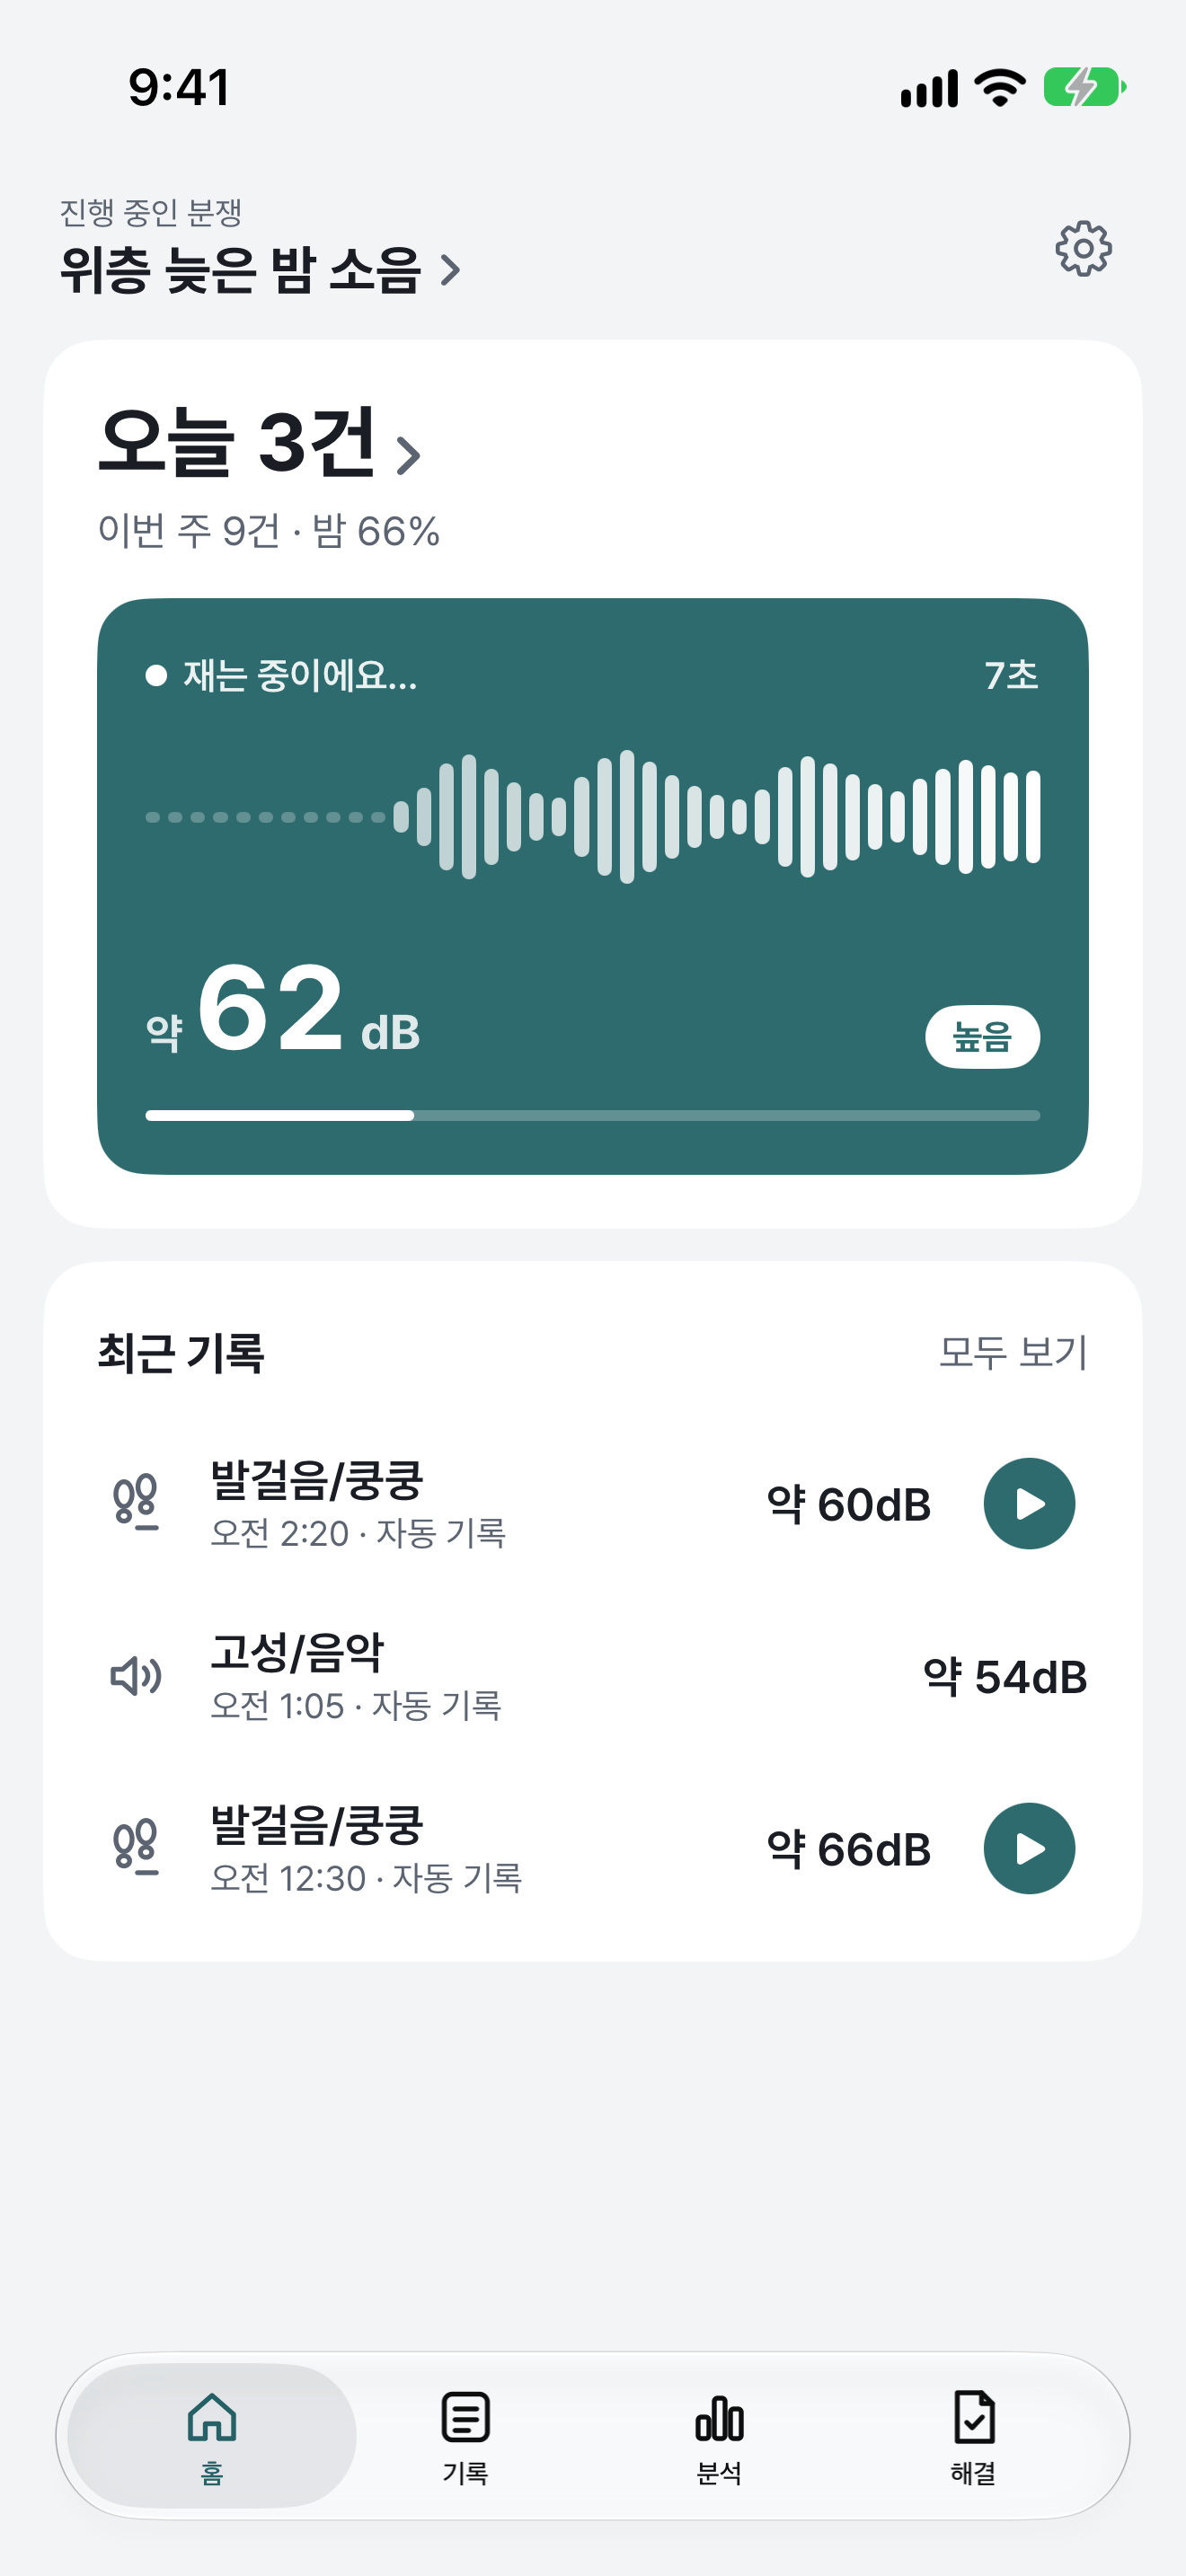 9:41
진행 중인 분쟁
위층 늦은 밤 소음
오늘 3건
이번 주 9건 · 밤 66%
재는 중이에요... 7초
약 62 dB 높음
최근 기록 모두 보기
발걸음/쿵쿵
오전 2:20 · 자동 기록
약 60dB
고성/음악
오전 1:05 · 자동 기록
약 54dB
발걸음/쿵쿵
오전 12:30 · 자동 기록
약 66dB
홈 기록 분석 해결